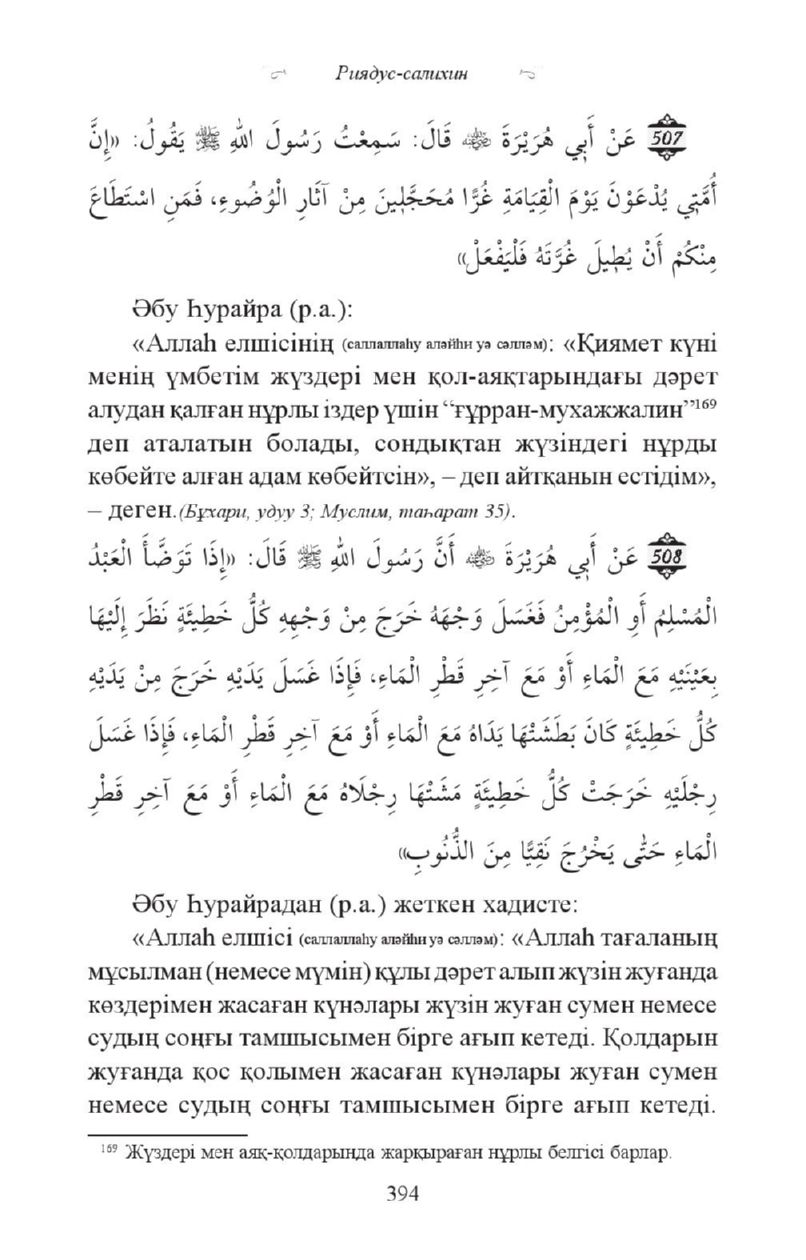 Риядус-салихин
507 عَنْ أَبِي هُرَيْرَةَ ﵁ قَالَ: سَمِعْتُ رَسُولَ اللهِ ﷺ يَقُولُ: «إِنَّ
أُمَّتِي يُدْعَوْنَ يَوْمَ الْقِيَامَةِ غُرًّا مُحَجَّلِينَ مِنْ آثَارِ الْوُضُوءِ، فَمَنِ اسْتَطَاعَ
مِنْكُمْ أَنْ يُطِيلَ غُرَّتَهُ فَلْيَفْعَلْ»
Әбу Һурайра (р.а.):
«Аллаһ елшісінің (саллаллаһу аләйһи уә сәлләм): «Қиямет күні
менің үмбетім жүздері мен қол-аяқтарындағы дәрет
алудан қалған нұрлы іздер үшін “ғұрран-мухажжалин”169
деп аталатын болады, сондықтан жүзіндегі нұрды
көбейте алған адам көбейтсін», – деп айтқанын естідім»,
– деген. (Бұхари, удуу 3; Муслим, таһарат 35).
508 عَنْ أَبِي هُرَيْرَةَ ﵁ أَنَّ رَسُولَ اللهِ ﷺ قَالَ: «إِذَا تَوَضَّأَ الْعَبْدُ
الْمُسْلِمُ أَوِ الْمُؤْمِنُ فَغَسَلَ وَجْهَهُ خَرَجَ مِنْ وَجْهِهِ كُلُّ خَطِيئَةٍ نَظَرَ إِلَيْهَا
بِعَيْنَيْهِ مَعَ الْمَاءِ أَوْ مَعَ آخِرِ قَطْرِ الْمَاءِ، فَإِذَا غَسَلَ يَدَيْهِ خَرَجَ مِنْ يَدَيْهِ
كُلُّ خَطِيئَةٍ كَانَ بَطَشَتْهَا يَدَاهُ مَعَ الْمَاءِ أَوْ مَعَ آخِرِ قَطْرِ الْمَاءِ، فَإِذَا غَسَلَ
رِجْلَيْهِ خَرَجَتْ كُلُّ خَطِيئَةٍ مَشَتْهَا رِجْلَاهُ مَعَ الْمَاءِ أَوْ مَعَ آخِرِ قَطْرِ
الْمَاءِ حَتَّى يَخْرُجَ نَقِيًّا مِنَ الذُّنُوبِ»
Әбу Һурайрадан (р.а.) жеткен хадисте:
«Аллаһ елшісі (саллаллаһу аләйһи уә сәлләм): «Аллаһ тағаланың
мұсылман (немесе мүмін) құлы дәрет алып жүзін жуғанда
көздерімен жасаған күнәлары жүзін жуған сумен немесе
судың соңғы тамшысымен бірге ағып кетеді. Қолдарын
жуғанда қос қолымен жасаған күнәлары жуған сумен
немесе судың соңғы тамшысымен бірге ағып кетеді.
169 Жүздері мен аяқ-қолдарында жарқыраған нұрлы белгісі барлар.
394